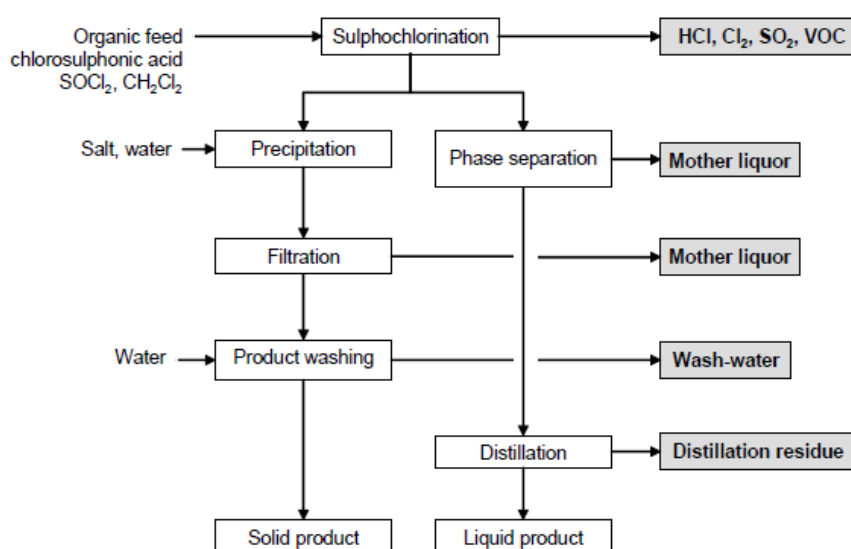 Organic feed
chlorosulphonic acid
SOCl₂, CH₂Cl₂
Sulphochlorination
HCl, Cl₂, SO₂, VOC
Salt, water
Precipitation
Phase separation
Mother liquor
Filtration
Mother liquor
Water
Product washing
Wash-water
Distillation
Distillation residue
Solid product
Liquid product